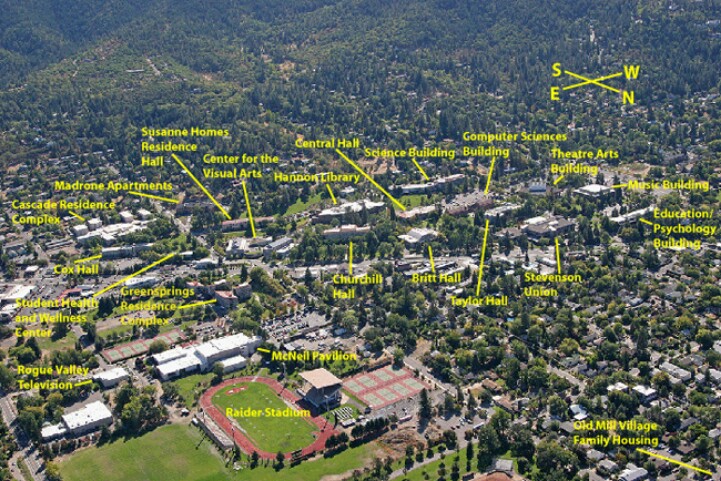 S W
E N
Susanne Homes
Residence
Hall
Center for the
Visual Arts
Central Hall
Hannon Library
Science Building
Computer Sciences
Building
Theatre Arts
Building
Music Building
Madrone Apartments
Cascade Residence
Complex
Education/
Psychology
Building
Cox Hall
Student Health
and Wellness
Center
Greensprings
Residence
Complex
Churchill
Hall
Britt Hall
Taylor Hall
Stevenson
Union
McNeil Pavilion
Rogue Valley
Television
Raider Stadium
Old Mill Village
Family Housing